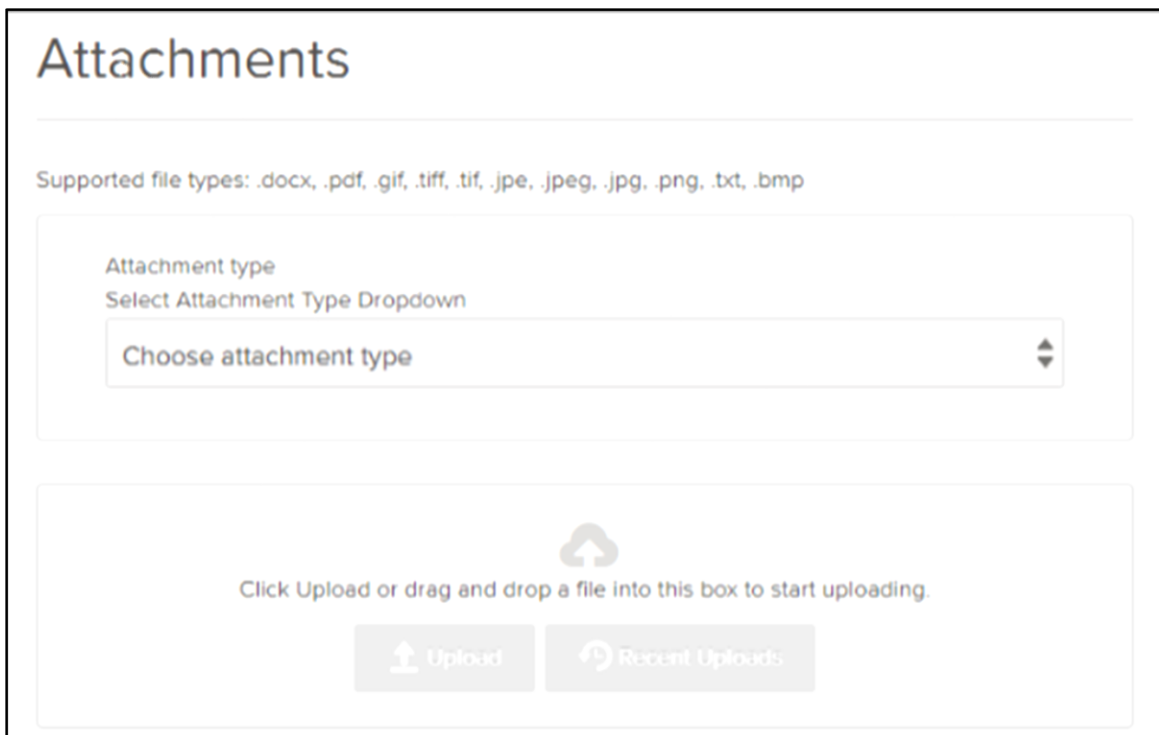 Attachments
Supported file types: .docx, .pdf, .gif, .tiff, .tif, .jpe, .jpeg, .jpg, .png, .txt, .bmp
Attachment type
Select Attachment Type Dropdown
Choose attachment type
Click Upload or drag and drop a file into this box to start uploading.
Upload Recent Uploads